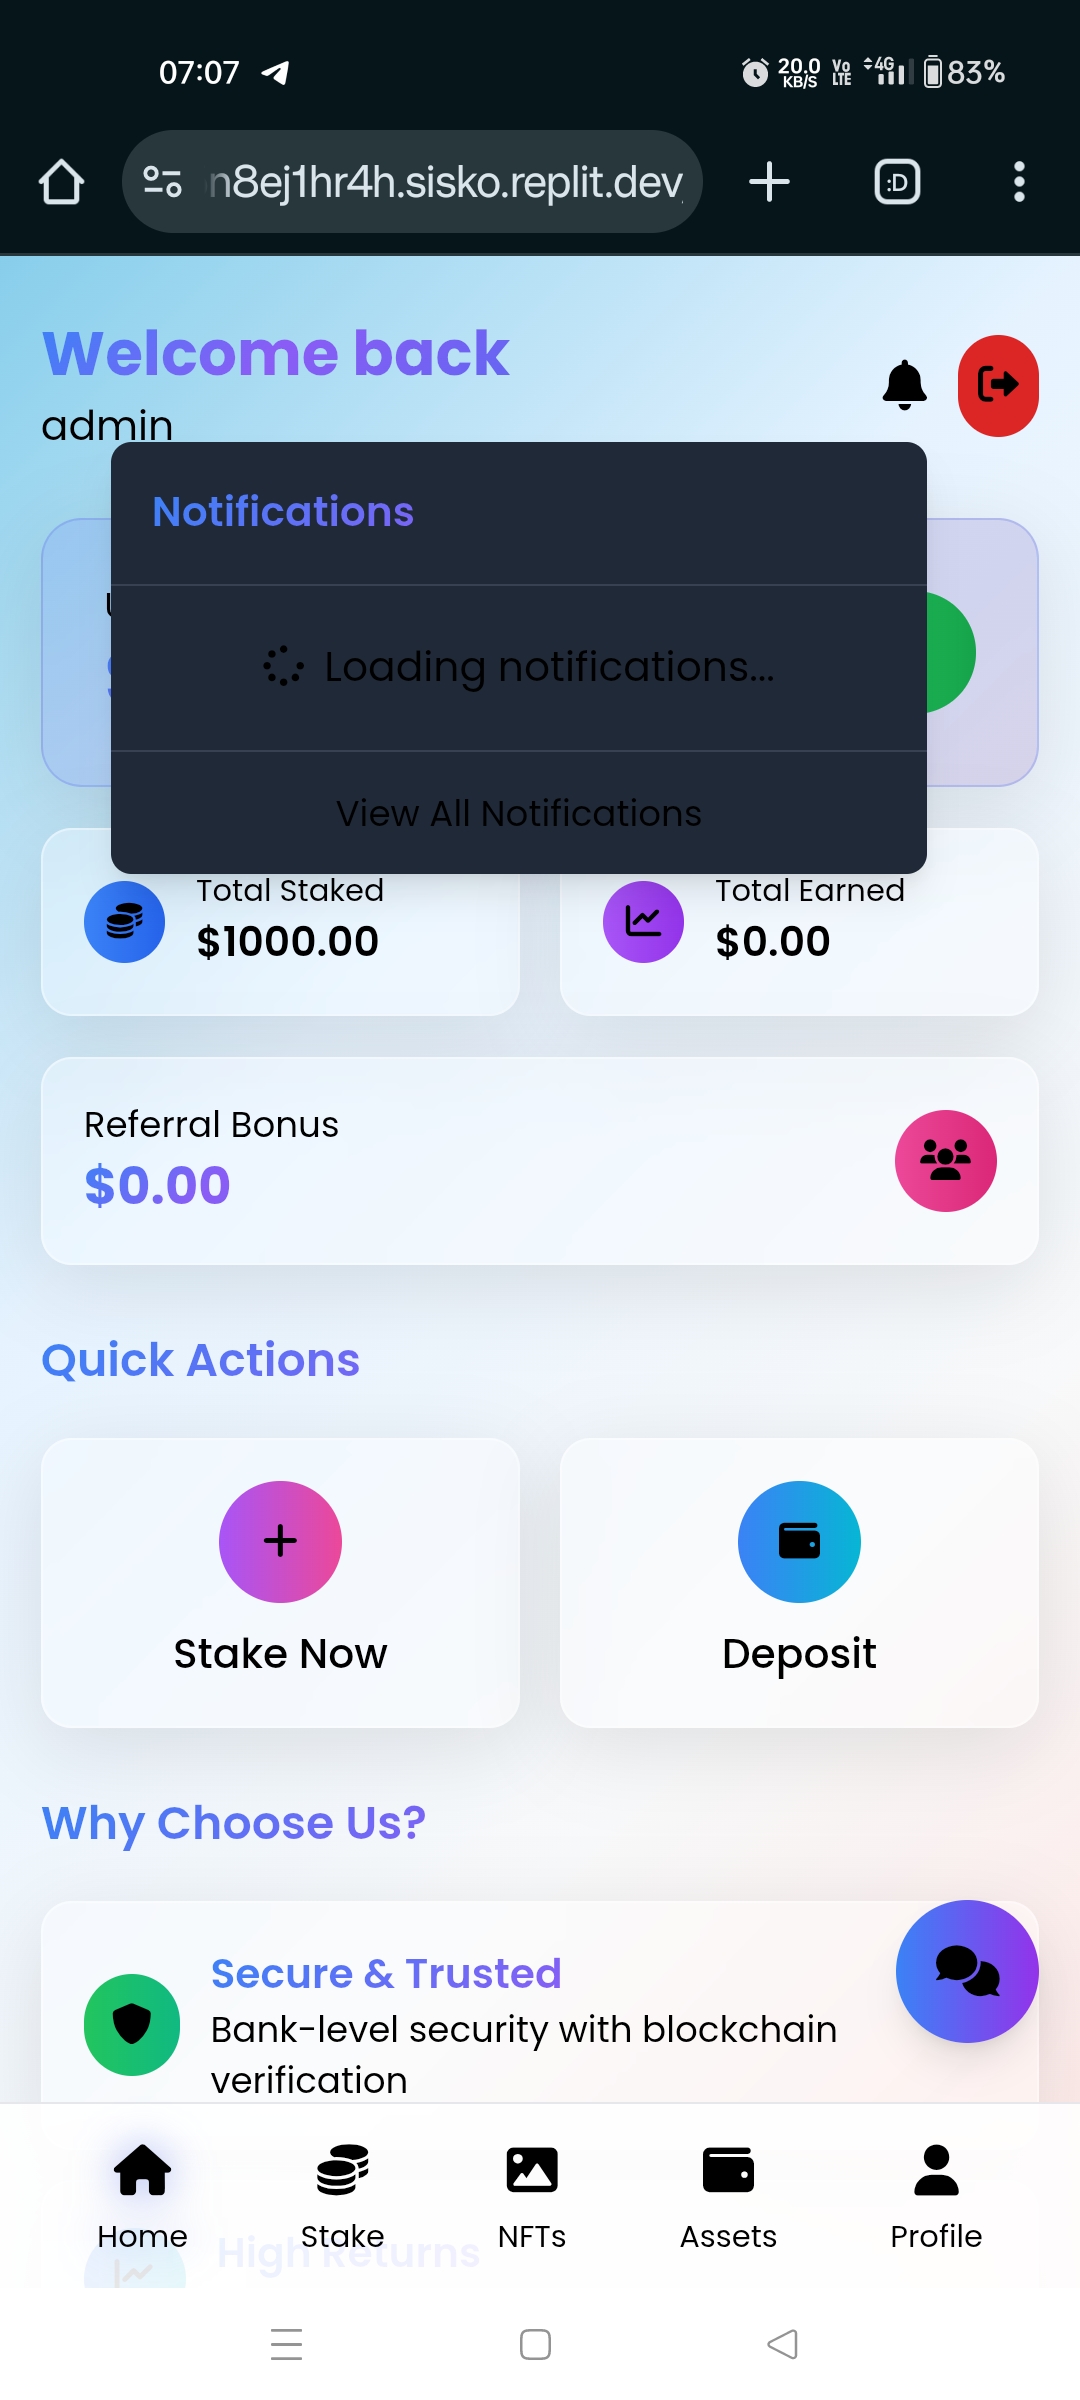 07:07
20.0 KB/S
Vo LTE
4G
83%
n8ej1hr4h.sisko.replit.dev
:D
Welcome back
admin
Notifications
Loading notifications...
View All Notifications
Total Staked
$1000.00
Total Earned
$0.00
Referral Bonus
$0.00
Quick Actions
Stake Now
Deposit
Why Choose Us?
Secure & Trusted
Bank-level security with blockchain
verification
High Returns
Home
Stake
NFTs
Assets
Profile